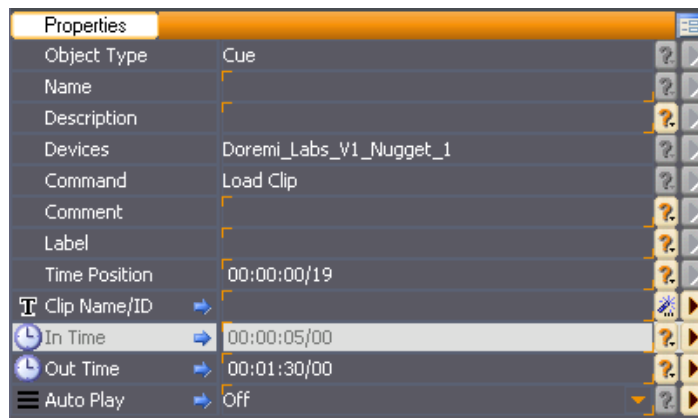 Properties
Object Type Cue
Name
Description
Devices Doremi_Labs_V1_Nugget_1
Command Load Clip
Comment
Label
Time Position 00:00:00/19
T Clip Name/ID
In Time 00:00:05/00
Out Time 00:01:30/00
Auto Play Off